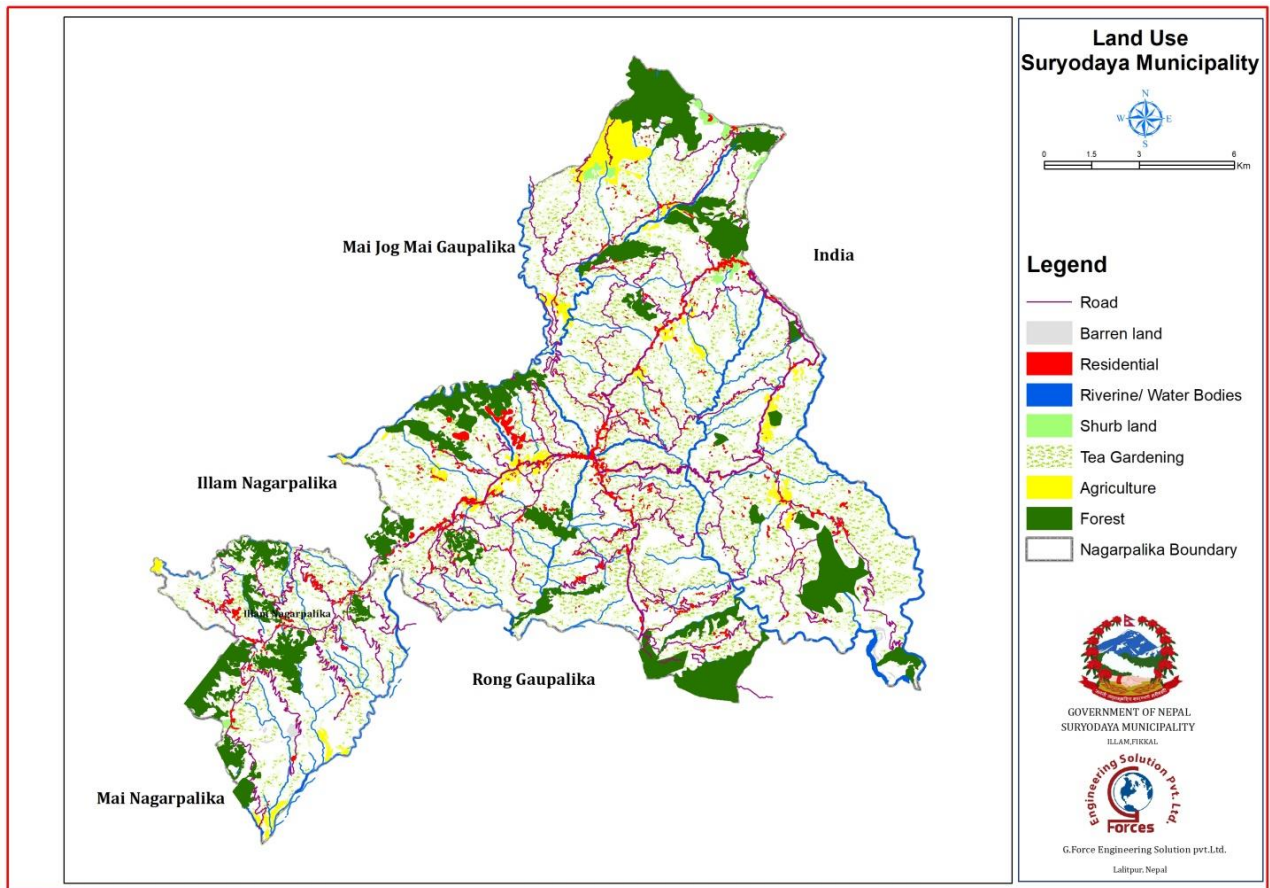 Land Use
Suryodaya Municipality
N
W
E
S
0
1.5
3
6
Km
Mai Jog Mai Gaupalika
India
Illam Nagarpalika
Illam Nagarpalika
Rong Gaupalika
Mai Nagarpalika
Legend
Road
Barren land
Residential
Riverine/ Water Bodies
Shurb land
Tea Gardening
Agriculture
Forest
Nagarpalika Boundary
GOVERNMENT OF NEPAL
SURYODAYA MUNICIPALITY
ILLAM,FIKKAL
Engineering Solution Pvt. Ltd.
G Forces
G.Force Engineering Solution pvt.Ltd.
Lalitpur, Nepal